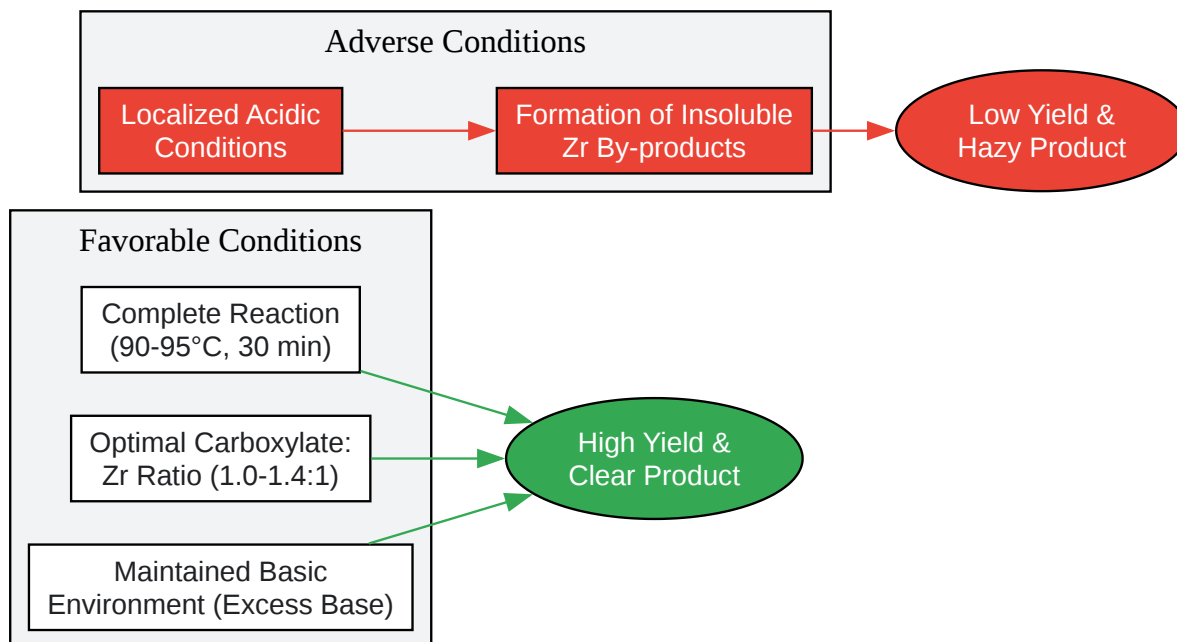 Adverse Conditions
Localized Acidic
Conditions
Formation of Insoluble
Zr By-products
Low Yield &
Hazy Product
Favorable Conditions
Complete Reaction
(90-95°C, 30 min)
Optimal Carboxylate:
Zr Ratio (1.0-1.4:1)
Maintained Basic
Environment (Excess Base)
High Yield &
Clear Product